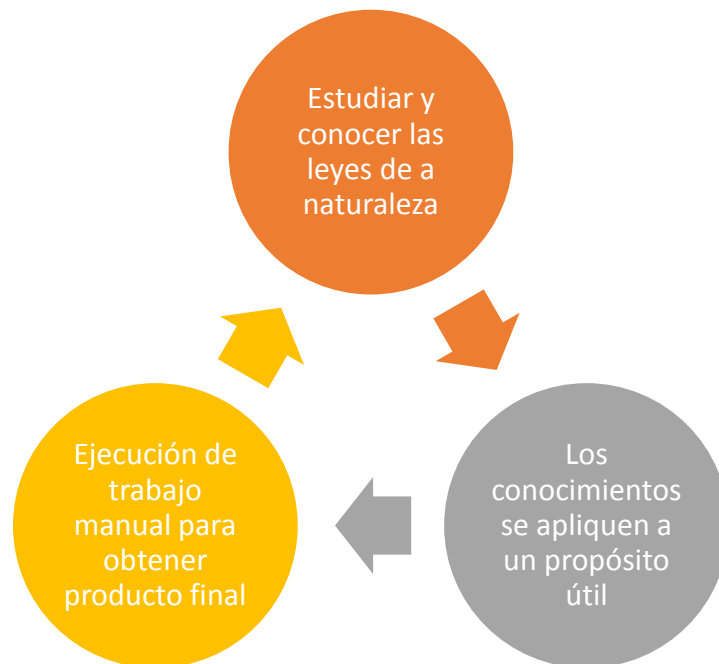 Estudiar y
conocer las
leyes de a
naturaleza
Los
conocimientos
se apliquen a
un propósito
útil
Ejecución de
trabajo
manual para
obtener
producto final